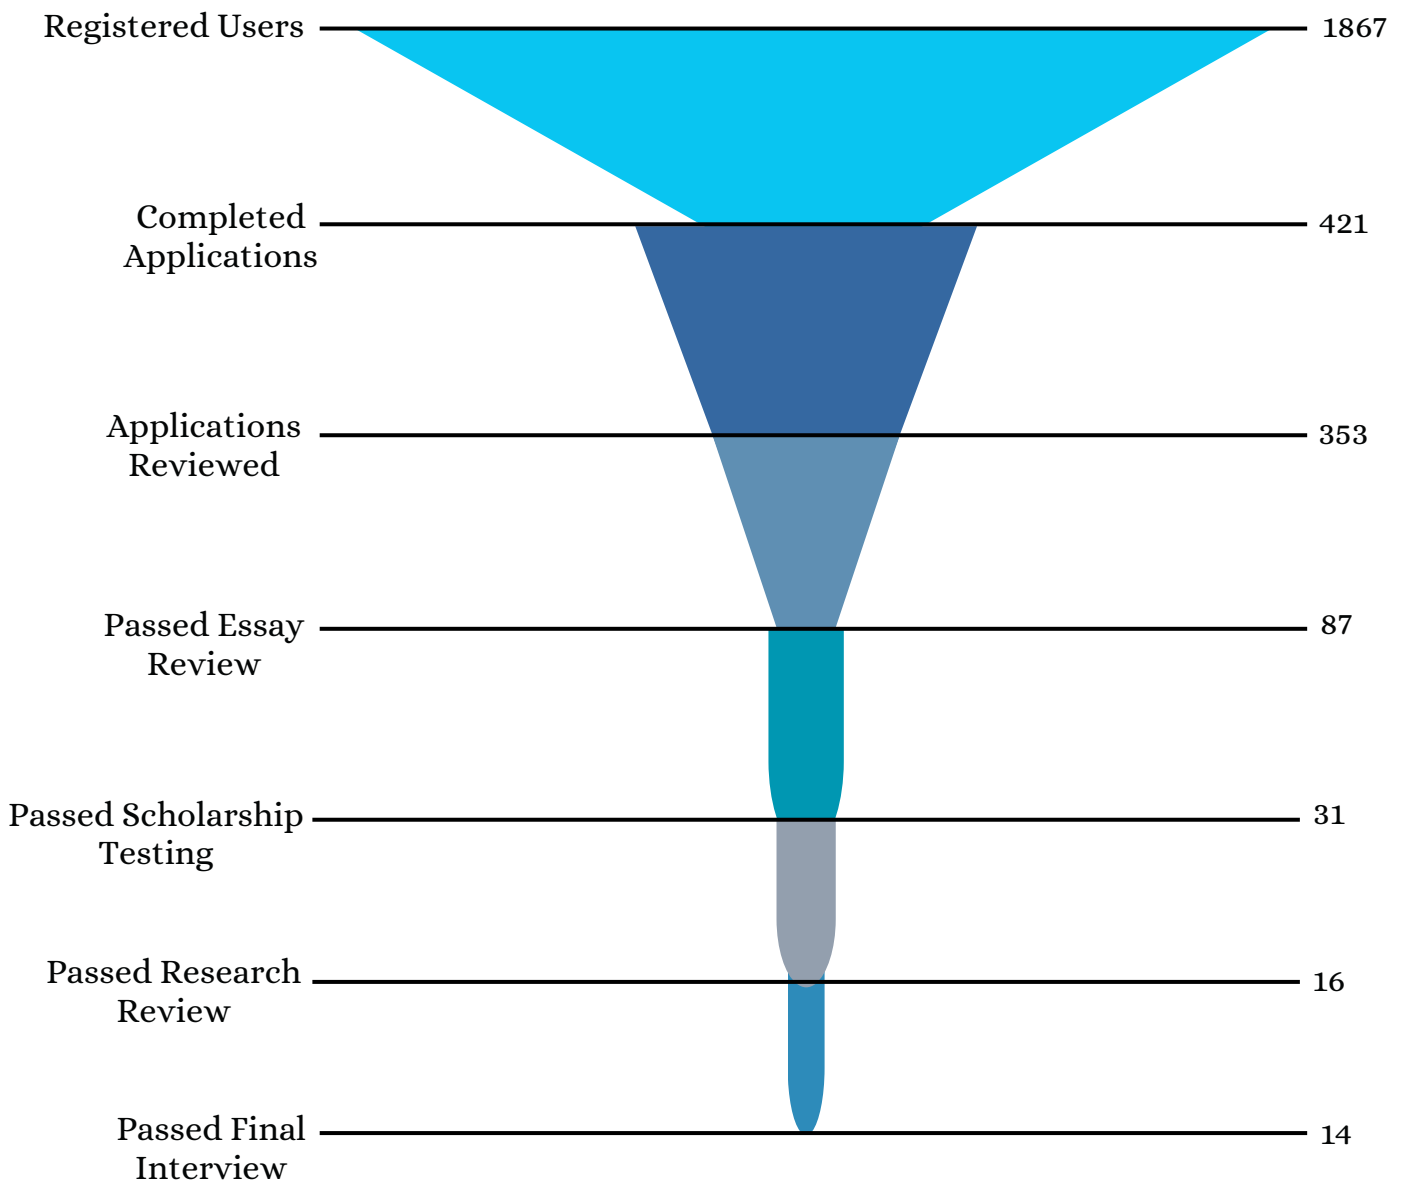 Registered Users
1867
Completed
Applications
421
Applications
Reviewed
353
Passed Essay
Review
87
Passed Scholarship
Testing
31
Passed Research
Review
16
Passed Final
Interview
14